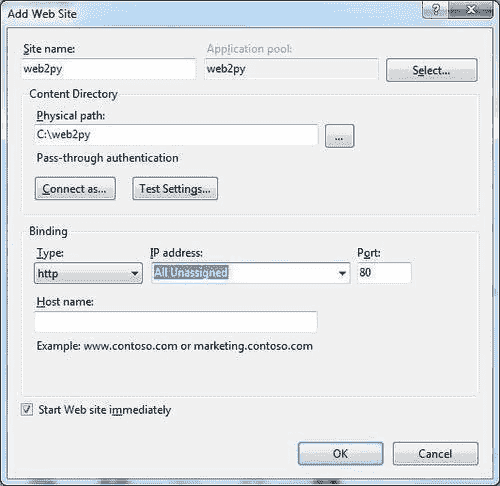 Add Web Site
?
Site name:
Application pool:
web2py
web2py
Select...
Content Directory
Physical path:
C:\web2py
...
Pass-through authentication
Connect as...
Test Settings...
Binding
Type:
IP address:
Port:
http
All Unassigned
80
Host name:
Example: www.contoso.com or marketing.contoso.com
Start Web site immediately
OK
Cancel